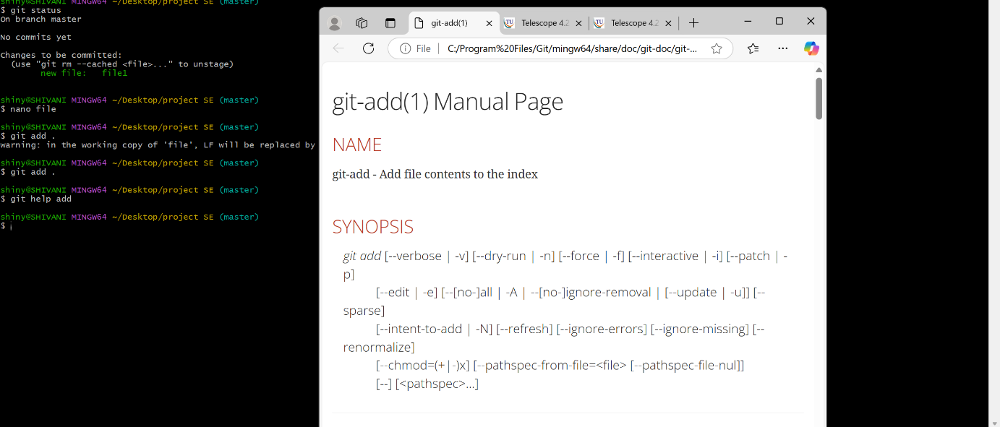 shiny@SHIVANI MINGW64 ~/Desktop/project SE (master)
$ git status
On branch master
No commits yet
Changes to be committed:
(use "git rm --cached <file>..." to unstage)
new file:   file1
shiny@SHIVANI MINGW64 ~/Desktop/project SE (master)
$ nano file
shiny@SHIVANI MINGW64 ~/Desktop/project SE (master)
$ git add .
warning: in the working copy of 'file', LF will be replaced by
shiny@SHIVANI MINGW64 ~/Desktop/project SE (master)
$ git add .
shiny@SHIVANI MINGW64 ~/Desktop/project SE (master)
$ git help add
shiny@SHIVANI MINGW64 ~/Desktop/project SE (master)
$
git-add(1)
TU Telescope 4.2
TU Telescope 4.2
File C:/Program%20Files/Git/mingw64/share/doc/git-doc/git-...
git-add(1) Manual Page
NAME
git-add - Add file contents to the index
SYNOPSIS
git add [--verbose | -v] [--dry-run | -n] [--force | -f] [--interactive | -i] [--patch | -
p]
[--edit | -e] [--[no-]all | -A | --[no-]ignore-removal | [--update | -u]] [--
sparse]
[--intent-to-add | -N] [--refresh] [--ignore-errors] [--ignore-missing] [--
renormalize]
[--chmod=(+|-)x] [--pathspec-from-file=<file> [--pathspec-file-nul]]
[--] [<pathspec>...]